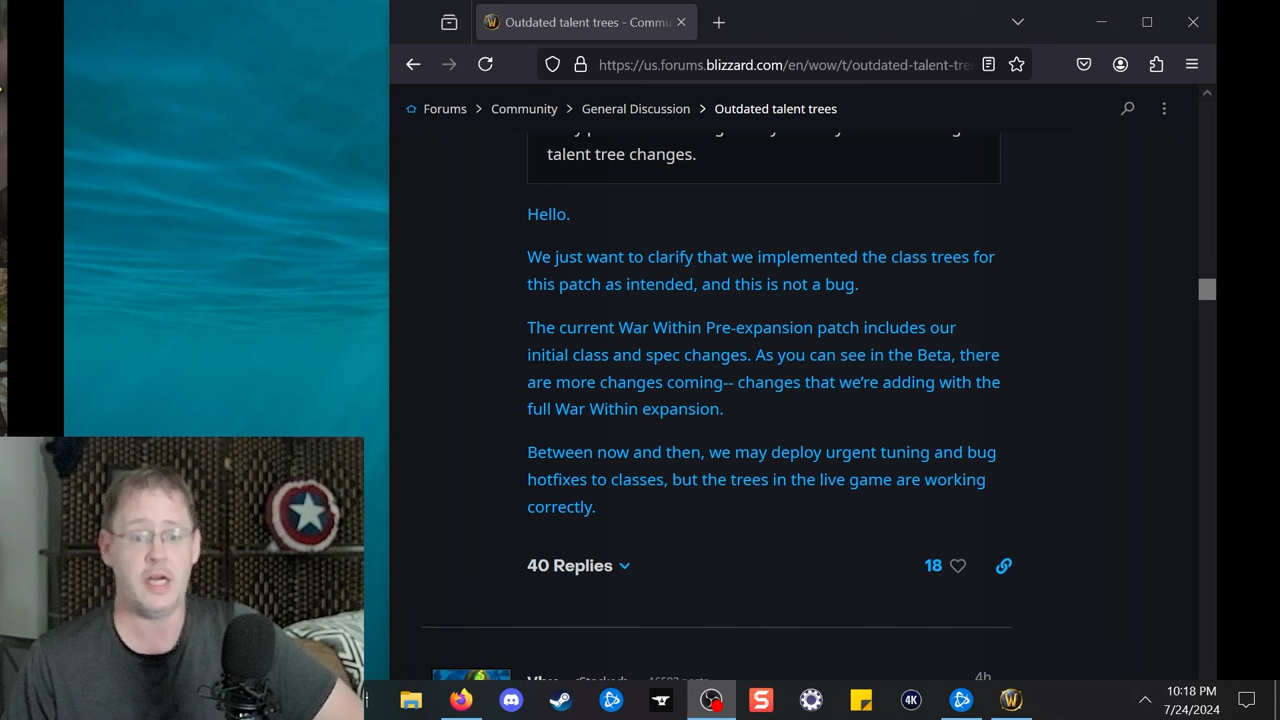 Outdated talent trees - Commu
https://us.forums.blizzard.com/en/wow/t/outdated-talent-tree
Forums > Community > General Discussion > Outdated talent trees
talent tree changes.
Hello.
We just want to clarify that we implemented the class trees for
this patch as intended, and this is not a bug.
The current War Within Pre-expansion patch includes our
initial class and spec changes. As you can see in the Beta, there
are more changes coming-- changes that we're adding with the
full War Within expansion.
Between now and then, we may deploy urgent tuning and bug
hotfixes to classes, but the trees in the live game are working
correctly.
40 Replies
18
4h
4K
10:18 PM
7/24/2024